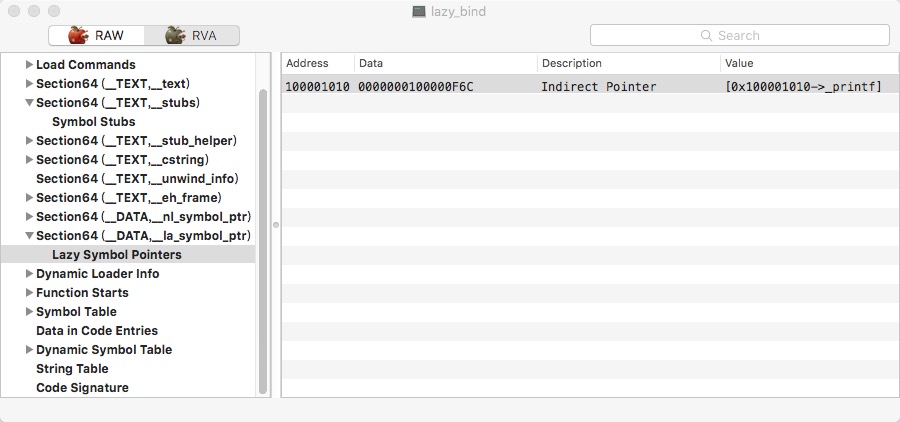 lazy_bind
RAW
RVA
Search
Load Commands
Section64 (__TEXT,__text)
Section64 (__TEXT,__stubs)
Symbol Stubs
Section64 (__TEXT,__stub_helper)
Section64 (__TEXT,__cstring)
Section64 (__TEXT,__unwind_info)
Section64 (__TEXT,__eh_frame)
Section64 (__DATA,__nl_symbol_ptr)
Section64 (__DATA,__la_symbol_ptr)
Lazy Symbol Pointers
Dynamic Loader Info
Function Starts
Symbol Table
Data in Code Entries
Dynamic Symbol Table
String Table
Code Signature
Address Data Description Value
100001010 0000000100000F6C Indirect Pointer [0x100001010->_printf]